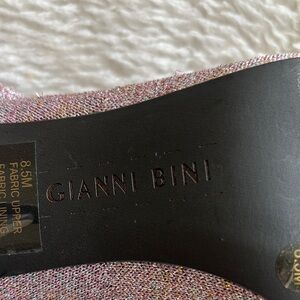 GIANNI BINI
8.5M
FABRIC UPPER
FABRIC LINING